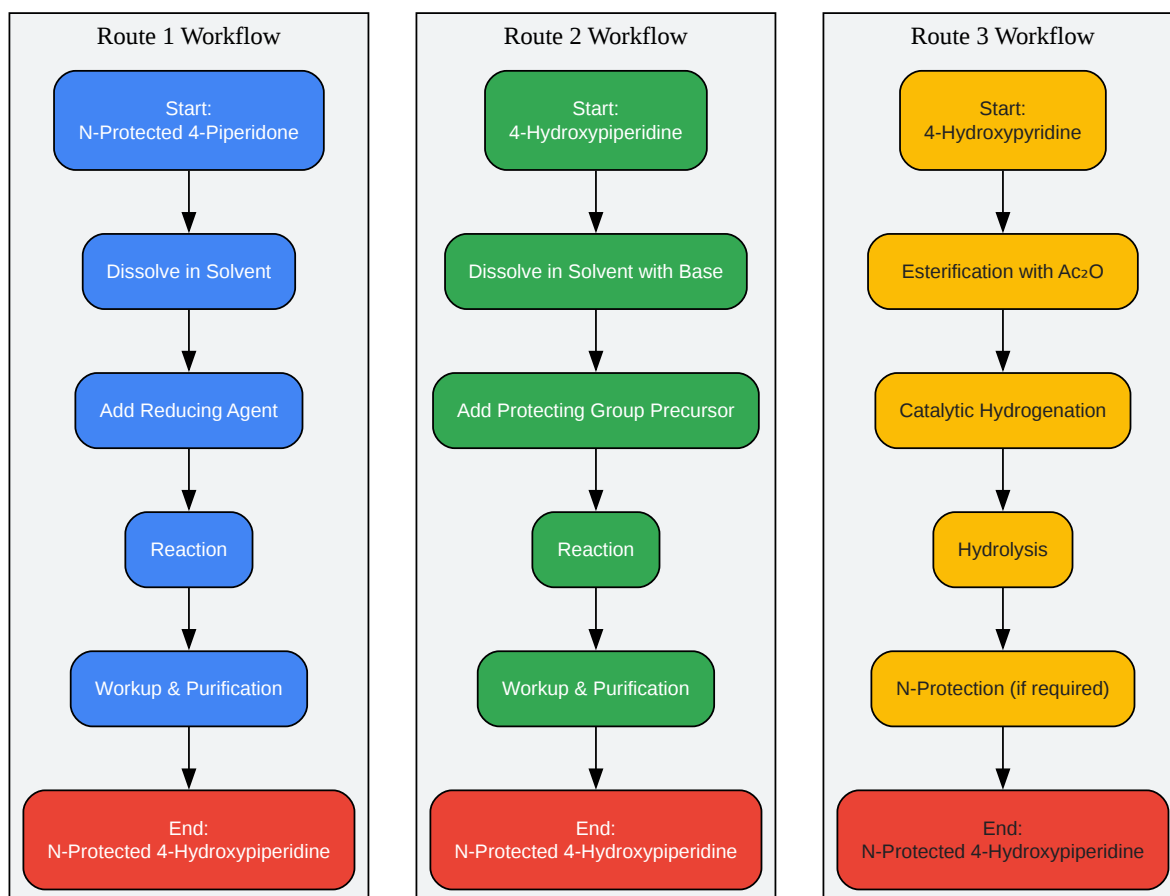 Route 1 Workflow
Start:
N-Protected 4-Piperidone
Dissolve in Solvent
Add Reducing Agent
Reaction
Workup & Purification
End:
N-Protected 4-Hydroxypiperidine
Route 2 Workflow
Start:
4-Hydroxypiperidine
Dissolve in Solvent with Base
Add Protecting Group Precursor
Reaction
Workup & Purification
End:
N-Protected 4-Hydroxypiperidine
Route 3 Workflow
Start:
4-Hydroxypyridine
Esterification with Ac₂O
Catalytic Hydrogenation
Hydrolysis
N-Protection (if required)
End:
N-Protected 4-Hydroxypiperidine